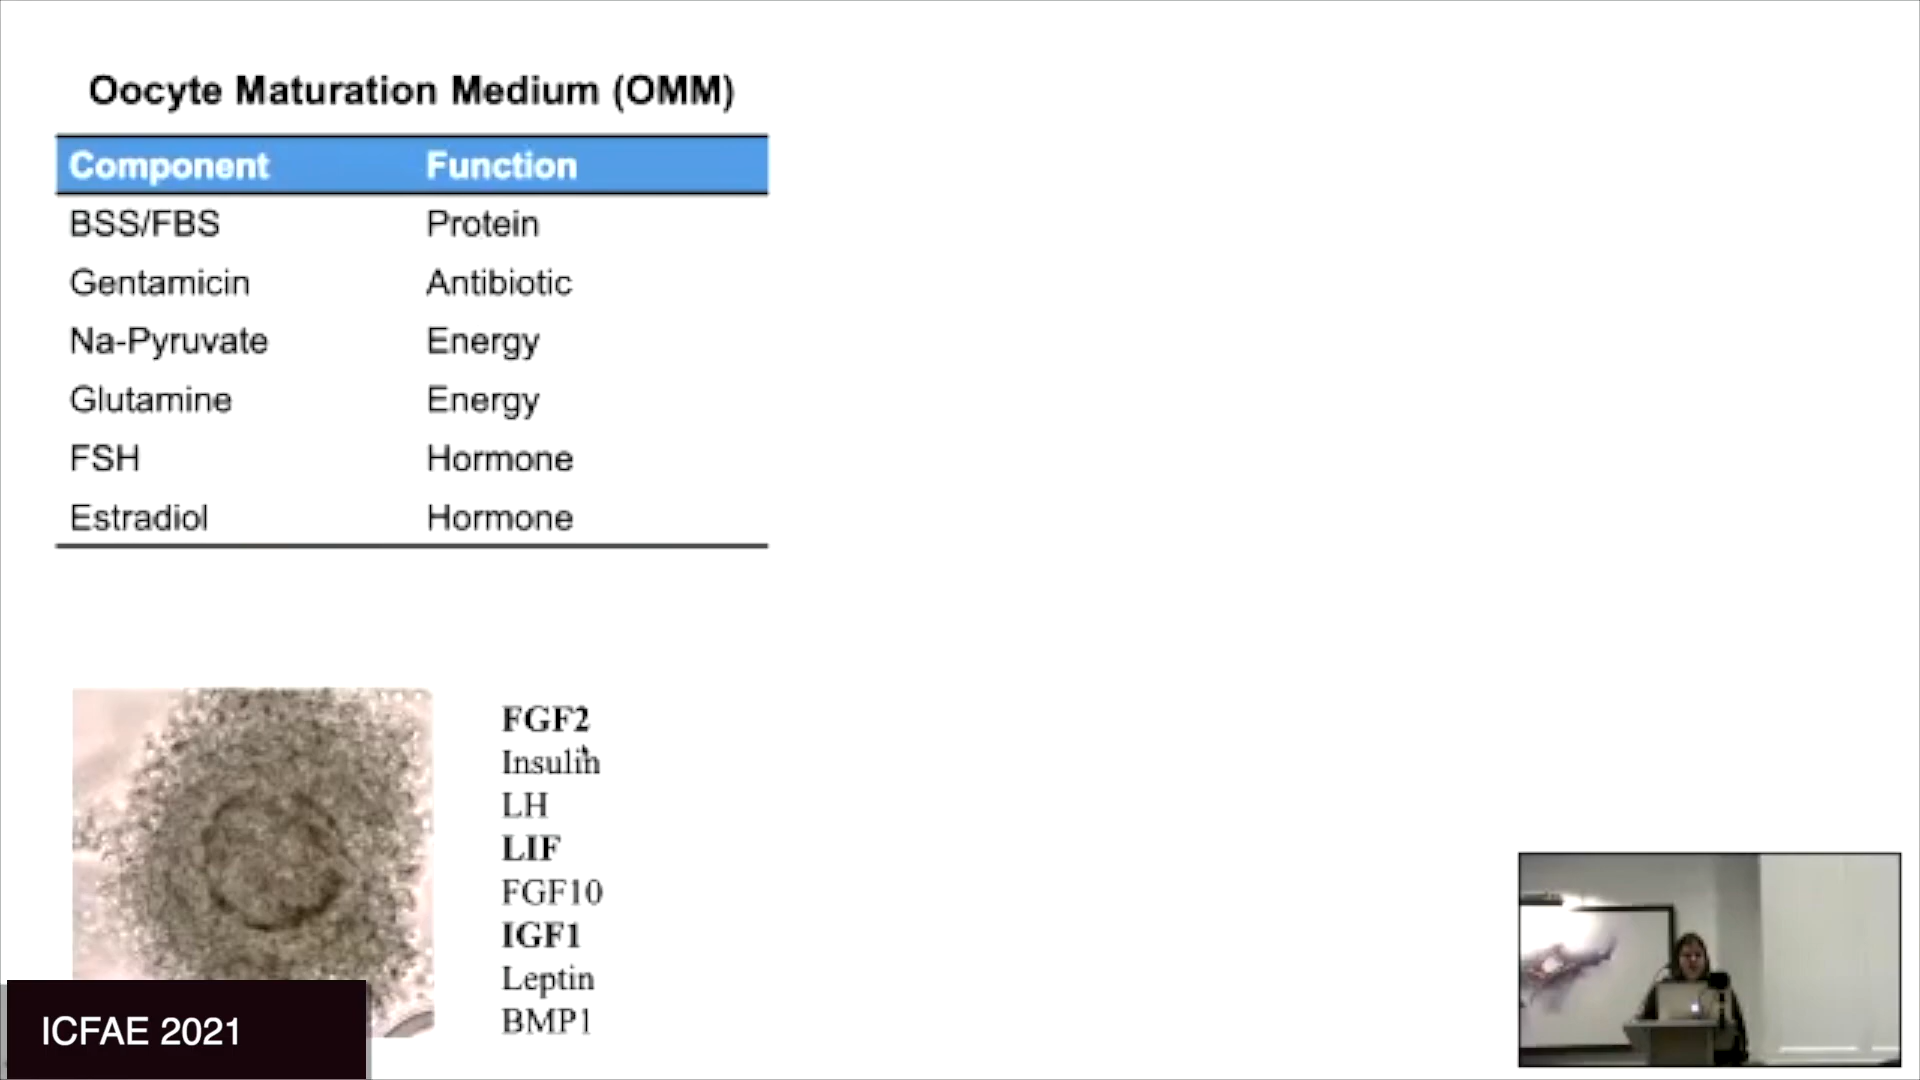 Oocyte Maturation Medium (OMM)
Component Function
BSS/FBS Protein
Gentamicin Antibiotic
Na-Pyruvate Energy
Glutamine Energy
FSH Hormone
Estradiol Hormone
FGF2
Insulin
LH
LIF
FGF10
IGF1
Leptin
BMP1
ICFAE 2021